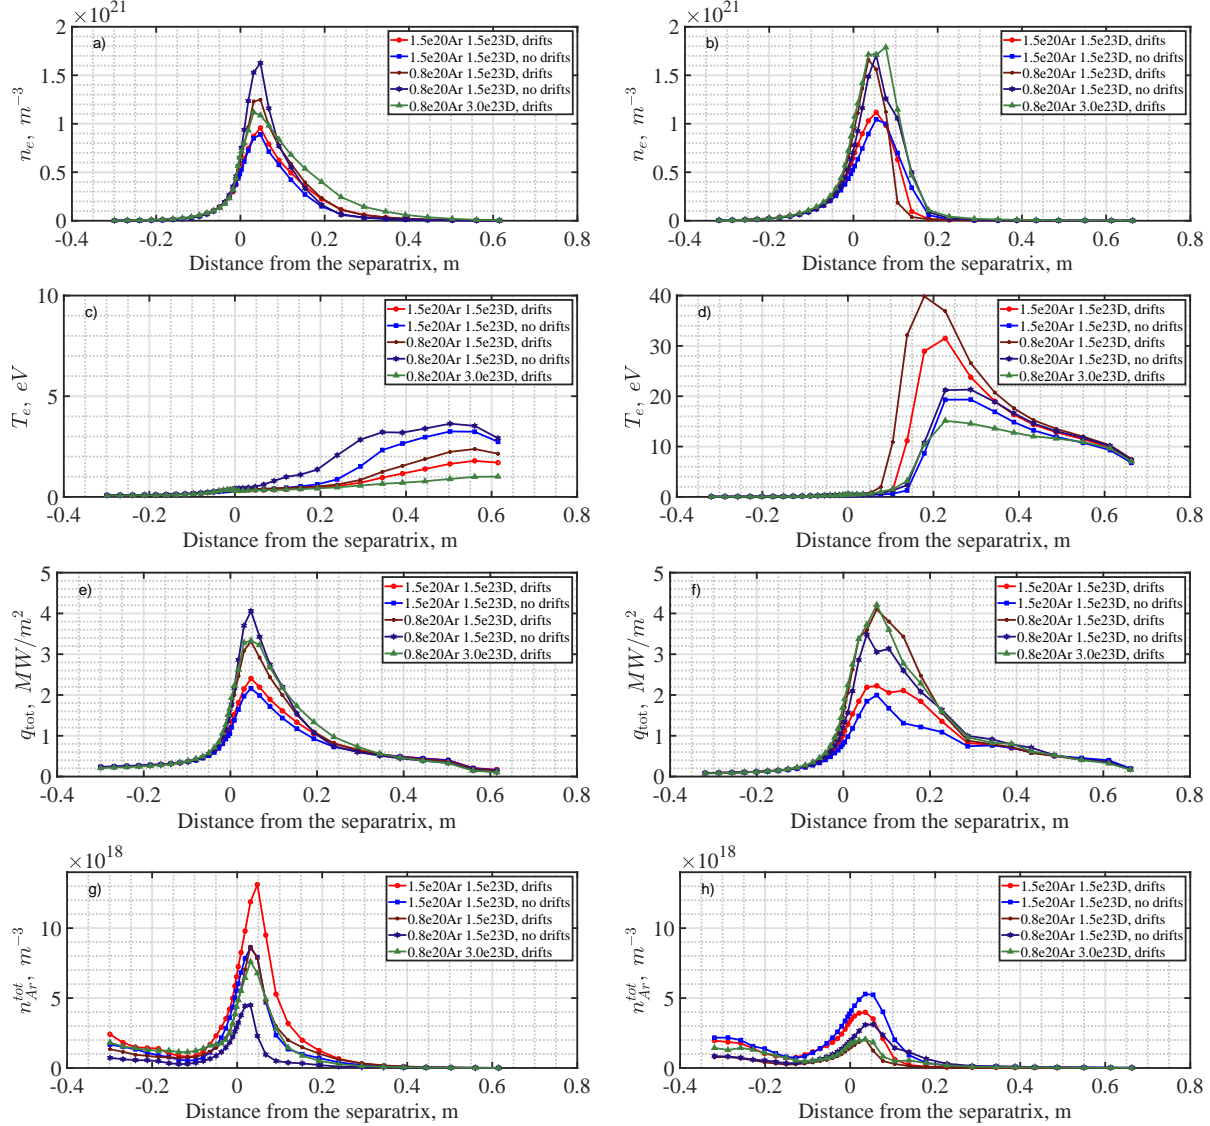 ×10²¹
a)
2
1.5
1
0.5
0
n_e, m⁻³
1.5e20Ar 1.5e23D, drifts
1.5e20Ar 1.5e23D, no drifts
0.8e20Ar 1.5e23D, drifts
0.8e20Ar 1.5e23D, no drifts
0.8e20Ar 3.0e23D, drifts
-0.4 -0.2 0 0.2 0.4 0.6 0.8
Distance from the separatrix, m
×10²¹
b)
2
1.5
1
0.5
0
n_e, m⁻³
1.5e20Ar 1.5e23D, drifts
1.5e20Ar 1.5e23D, no drifts
0.8e20Ar 1.5e23D, drifts
0.8e20Ar 1.5e23D, no drifts
0.8e20Ar 3.0e23D, drifts
-0.4 -0.2 0 0.2 0.4 0.6 0.8
Distance from the separatrix, m
c)
10
5
0
T_e, eV
1.5e20Ar 1.5e23D, drifts
1.5e20Ar 1.5e23D, no drifts
0.8e20Ar 1.5e23D, drifts
0.8e20Ar 1.5e23D, no drifts
0.8e20Ar 3.0e23D, drifts
-0.4 -0.2 0 0.2 0.4 0.6 0.8
Distance from the separatrix, m
d)
40
30
20
10
0
T_e, eV
1.5e20Ar 1.5e23D, drifts
1.5e20Ar 1.5e23D, no drifts
0.8e20Ar 1.5e23D, drifts
0.8e20Ar 1.5e23D, no drifts
0.8e20Ar 3.0e23D, drifts
-0.4 -0.2 0 0.2 0.4 0.6 0.8
Distance from the separatrix, m
e)
5
4
3
2
1
0
q_tot, MW/m²
1.5e20Ar 1.5e23D, drifts
1.5e20Ar 1.5e23D, no drifts
0.8e20Ar 1.5e23D, drifts
0.8e20Ar 1.5e23D, no drifts
0.8e20Ar 3.0e23D, drifts
-0.4 -0.2 0 0.2 0.4 0.6 0.8
Distance from the separatrix, m
f)
5
4
3
2
1
0
q_tot, MW/m²
1.5e20Ar 1.5e23D, drifts
1.5e20Ar 1.5e23D, no drifts
0.8e20Ar 1.5e23D, drifts
0.8e20Ar 1.5e23D, no drifts
0.8e20Ar 3.0e23D, drifts
-0.4 -0.2 0 0.2 0.4 0.6 0.8
Distance from the separatrix, m
×10¹⁸
g)
10
5
0
n_Ar^tot, m⁻³
1.5e20Ar 1.5e23D, drifts
1.5e20Ar 1.5e23D, no drifts
0.8e20Ar 1.5e23D, drifts
0.8e20Ar 1.5e23D, no drifts
0.8e20Ar 3.0e23D, drifts
-0.4 -0.2 0 0.2 0.4 0.6 0.8
Distance from the separatrix, m
×10¹⁸
h)
10
5
0
n_Ar^tot, m⁻³
1.5e20Ar 1.5e23D, drifts
1.5e20Ar 1.5e23D, no drifts
0.8e20Ar 1.5e23D, drifts
0.8e20Ar 1.5e23D, no drifts
0.8e20Ar 3.0e23D, drifts
-0.4 -0.2 0 0.2 0.4 0.6 0.8
Distance from the separatrix, m